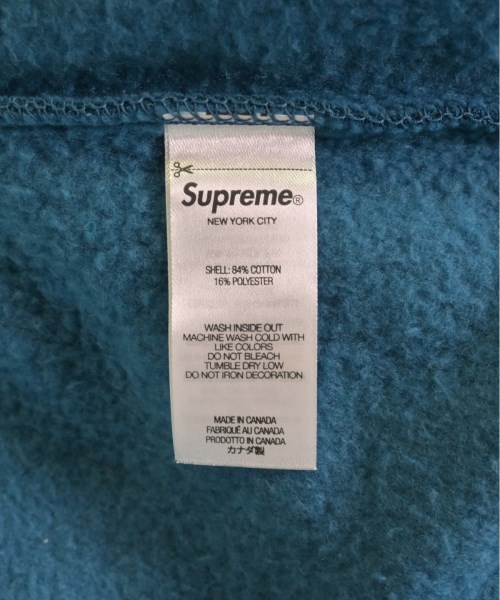 Supreme®
NEW YORK CITY
SHELL: 84% COTTON
16% POLYESTER
WASH INSIDE OUT
MACHINE WASH COLD WITH
LIKE COLORS
DO NOT BLEACH
TUMBLE DRY LOW
DO NOT IRON DECORATION
MADE IN CANADA
FABRIQUÉ AU CANADA
PRODOTTO IN CANADA
カナダ製